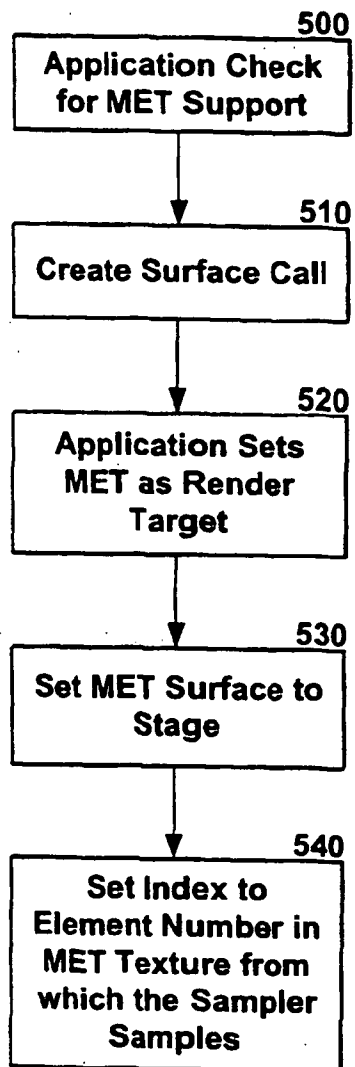 500
Application Check
for MET Support
510
Create Surface Call
520
Application Sets
MET as Render
Target
530
Set MET Surface to
Stage
540
Set Index to
Element Number in
MET Texture from
which the Sampler
Samples